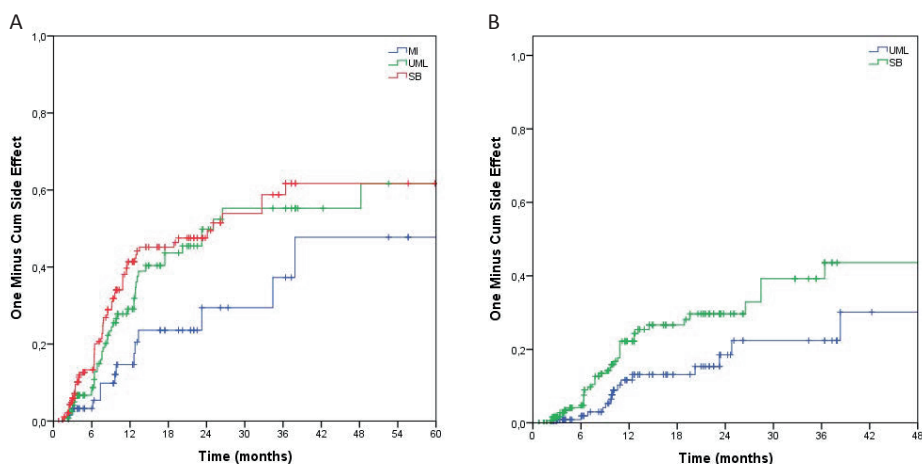 A
One Minus Cum Side Effect
1,0
0,8
0,6
0,4
0,2
0,0
MI
UML
SB
0 6 12 18 24 30 36 42 48 54 60
Time (months)
B
One Minus Cum Side Effect
1,0
0,8
0,6
0,4
0,2
0,0
UML
SB
0 6 12 18 24 30 36 42 48
Time (months)